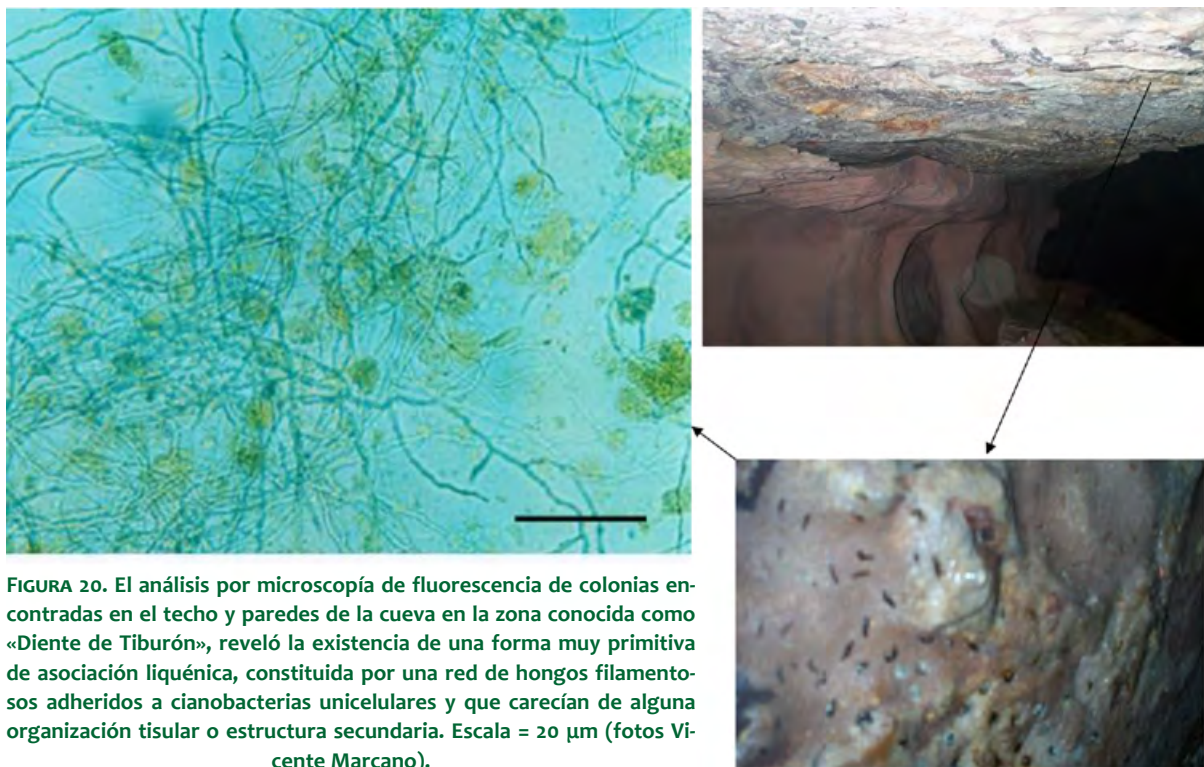 FIGURA 20. El análisis por microscopía de fluorescencia de colonias en-
contradas en el techo y paredes de la cueva en la zona conocida como
«Diente de Tiburón», reveló la existencia de una forma muy primitiva
de asociación liquénica, constituida por una red de hongos filamento-
sos adheridos a cianobacterias unicelulares y que carecían de alguna
organización tisular o estructura secundaria. Escala = 20 μm (fotos Vi-
cente Marcano).